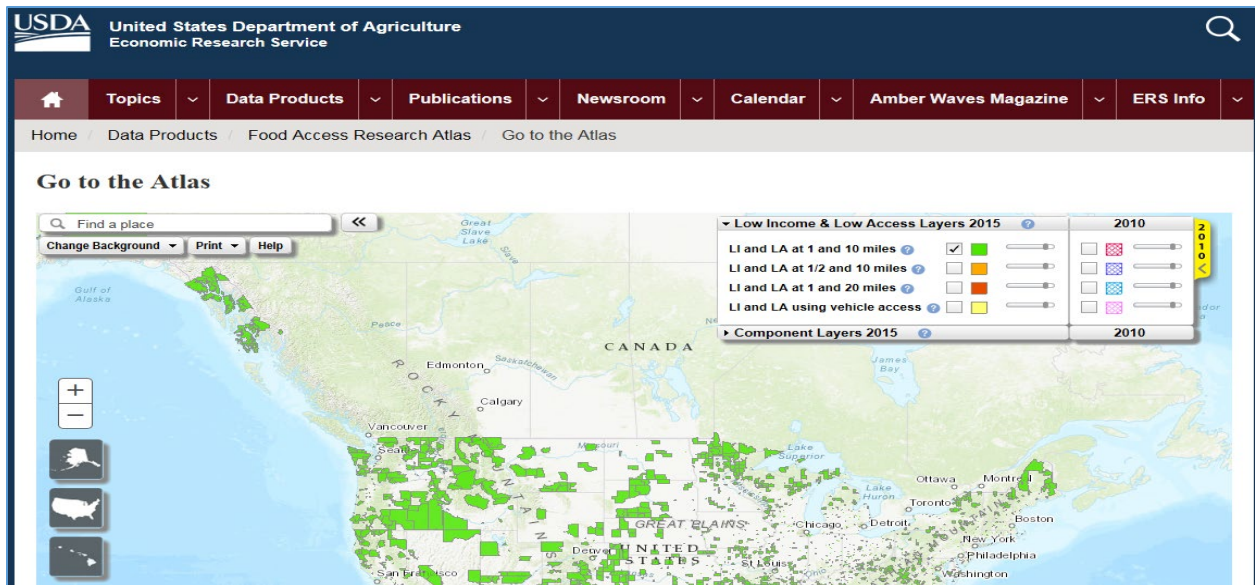 USDA
United States Department of Agriculture
Economic Research Service
Topics Data Products Publications Newsroom Calendar Amber Waves Magazine ERS Info
Home / Data Products / Food Access Research Atlas / Go to the Atlas
Go to the Atlas
Find a place
Change Background Print Help
Low Income & Low Access Layers 2015 ? 2010
LI and LA at 1 and 10 miles ?
LI and LA at 1/2 and 10 miles ?
LI and LA at 1 and 20 miles ?
LI and LA using vehicle access ?
Component Layers 2015 ? 2010
2010 <
Great Slave Lake
Slave
Gulf of Alaska
Peace
CANADA
ROCKY MOUNTAINS
Edmonton
Saskatchewan
James Bay
Calgary
Vancouver
Missouri
Lake Superior
Ottawa
Montreal
Lake Huron
Toronto
GREAT PLAINS
Chicago
Detroit
Boston
New York
Denver
UNITED STATES
St Louis
Philadelphia
San Francisco
Washington